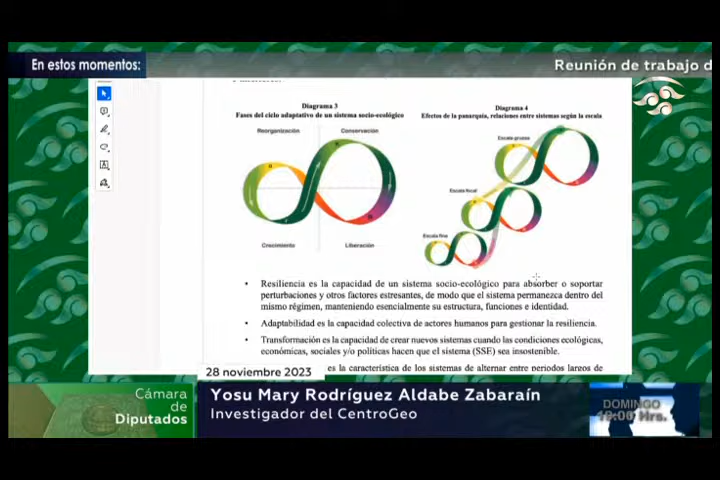 En estos momentos:
Reunión de trabajo d
Diagrama 3
Fases del ciclo adaptativo de un sistema socio-ecológico
Reorganización
Conservación
Crecimiento
Liberación
Diagrama 4
Efectos de la panarquía, relaciones entre sistemas según la escala
Escala gruesa
Escala focal
Escala fina
• Resiliencia es la capacidad de un sistema socio-ecológico para absorber o soportar
perturbaciones y otros factores estresantes, de modo que el sistema permanezca dentro del
mismo régimen, manteniendo esencialmente su estructura, funciones e identidad.
• Adaptabilidad es la capacidad colectiva de actores humanos para gestionar la resiliencia.
• Transformación es la capacidad de crear nuevos sistemas cuando las condiciones ecológicas,
económicas, sociales y/o políticas hacen que el sistema (SSE) sea insostenible.
es la característica de los sistemas de alternar entre periodos largos de
28 noviembre 2023
Cámara
de
Diputados
Yosu Mary Rodríguez Aldabe Zabaraín
Investigador del CentroGeo
DOMINGO
Hrs.